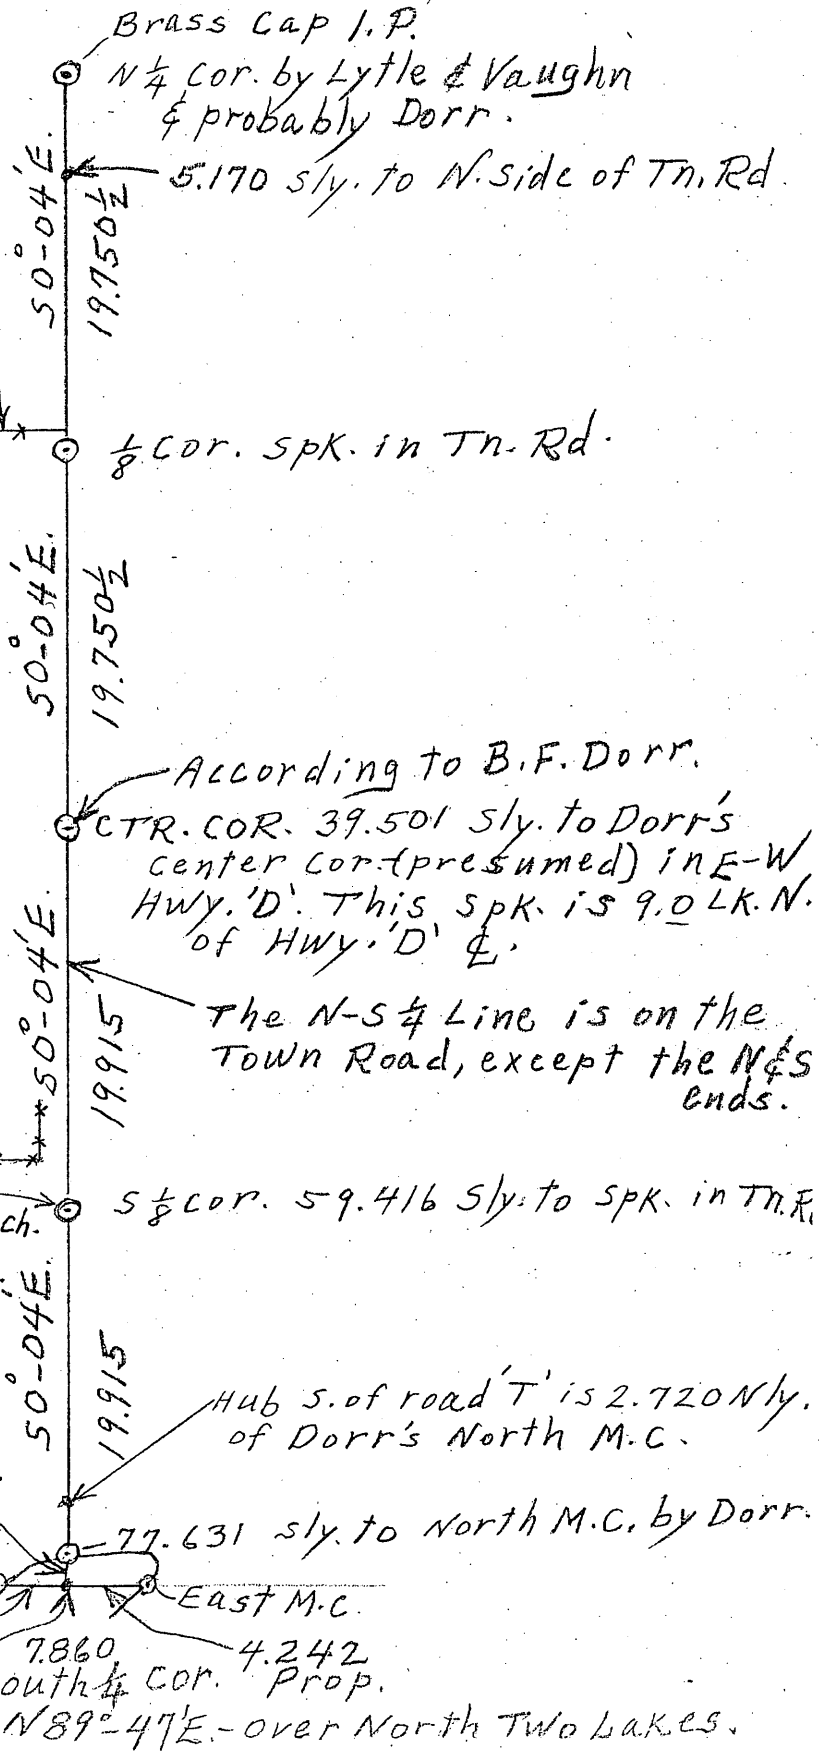 Brass Cap I.P.
N ¼ Cor. by Lytle & Vaughn
& probably Dorr.
5.170 Sly. to N. side of Tn. Rd.
S0°-04'E.
19.750½
⅛ Cor. Spk. in Tn. Rd.
S0°-04'E.
19.750½
According to B.F. Dorr.
CTR. COR. 39.501 Sly. to Dorr's
center cor. (presumed) in E-W
Hwy. 'D'. This Spk. is 9.0 LK. N.
of Hwy. 'D' ℄.
S0°-04'E.
19.915
The N-S ¼ Line is on the
Town Road, except the N&S
ends.
S ⅛ cor. 59.416 Sly. to Spk. in Tn. R.
ch.
S0°-04'E.
19.915
Hub S. of road 'T' is 2.720 Nly.
of Dorr's North M.C.
77.631 Sly. to North M.C. by Dorr.
East M.C.
7.860 4.242
outh ¼ Cor. Prop.
N89°-47'E.-over North Two Lakes.